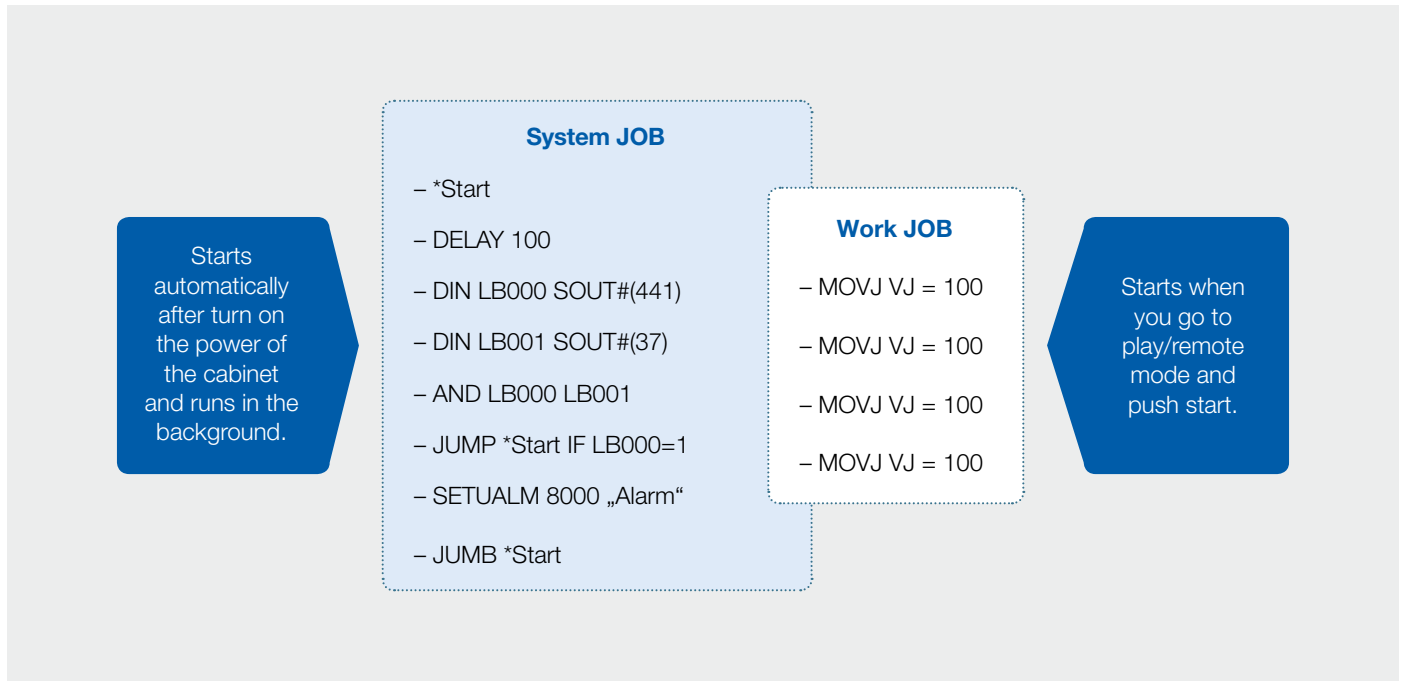 Starts
automatically
after turn on
the power of
the cabinet
and runs in the
background.
System JOB
– *Start
– DELAY 100
– DIN LB000 SOUT#(441)
– DIN LB001 SOUT#(37)
– AND LB000 LB001
– JUMP *Start IF LB000=1
– SETUALM 8000 „Alarm“
– JUMB *Start
Work JOB
– MOVJ VJ = 100
– MOVJ VJ = 100
– MOVJ VJ = 100
– MOVJ VJ = 100
Starts when
you go to
play/remote
mode and
push start.